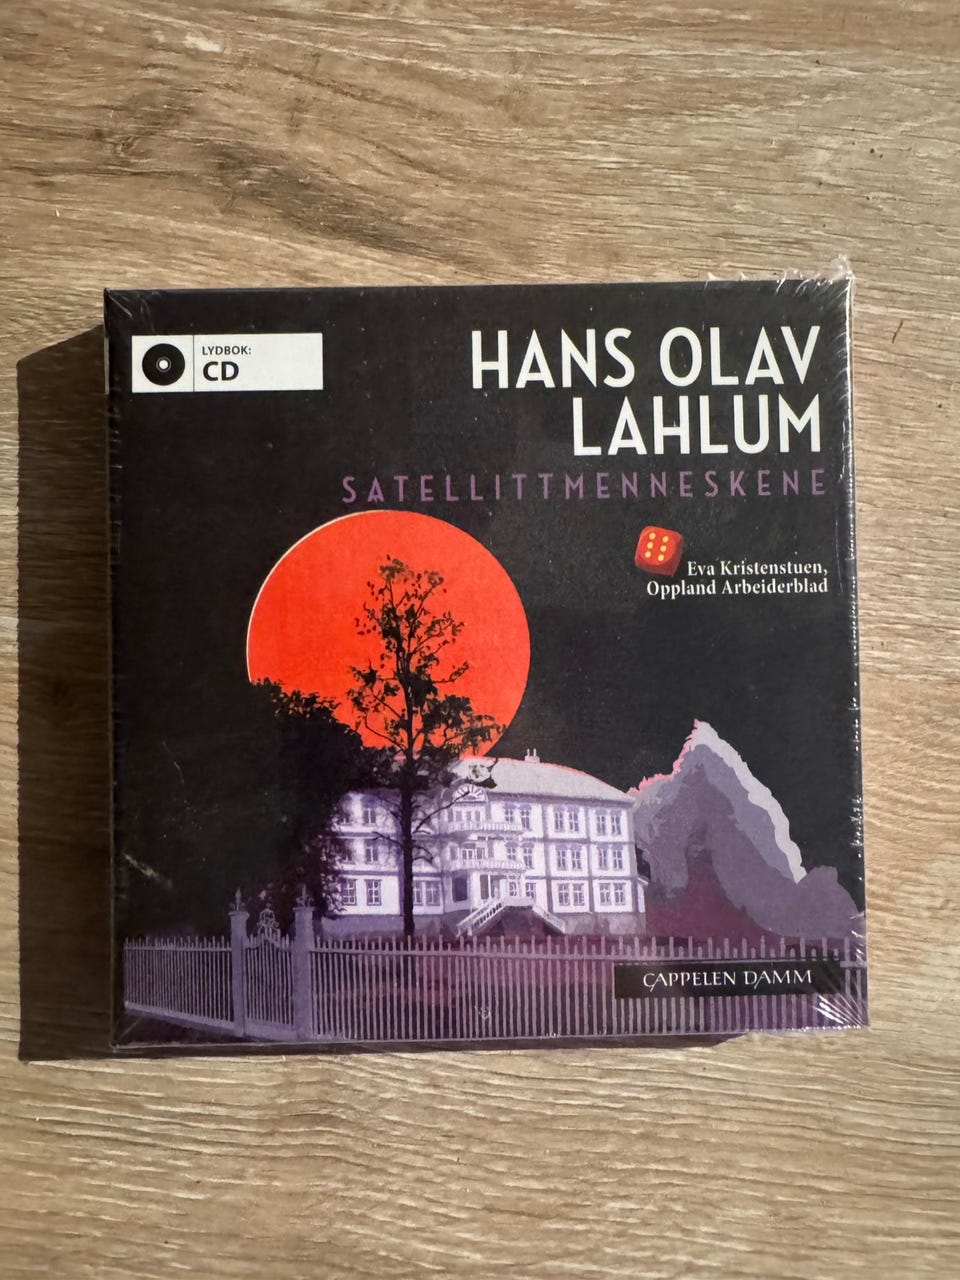 LYDBOK:
CD
HANS OLAV
LAHLUM
SATELLITTMENNESKENE
Eva Kristenstuen,
Oppland Arbeiderblad
CAPPELEN DAMM